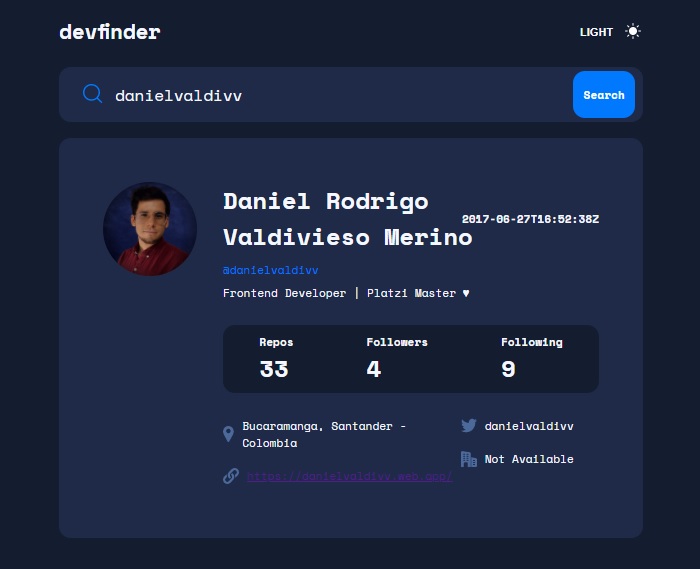 devfinder
LIGHT
danielvaldivv
Search
Daniel Rodrigo
Valdivieso Merino
2017-06-27T16:52:38Z
@danielvaldivv
Frontend Developer | Platzi Master ♥
Repos Followers Following
33 4 9
Bucaramanga, Santander -
Colombia
danielvaldivv
Not Available
https://danielvaldivv.web.app/